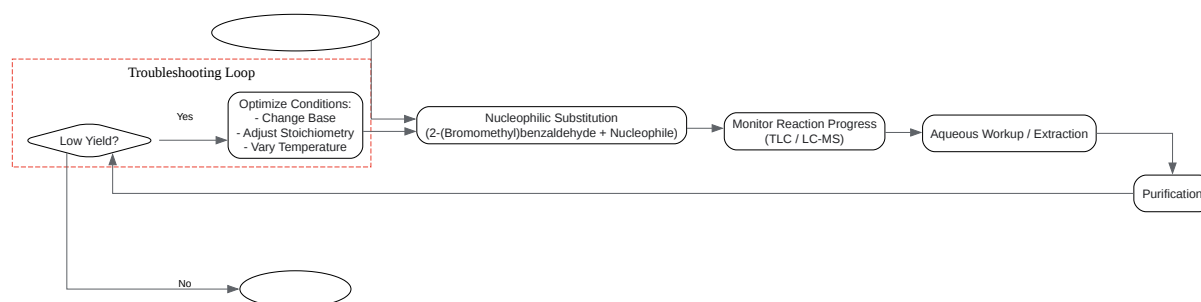 Troubleshooting Loop
Low Yield?
Yes
Optimize Conditions:
- Change Base
- Adjust Stoichiometry
- Vary Temperature
Nucleophilic Substitution
(2-(Bromomethyl)benzaldehyde + Nucleophile)
Monitor Reaction Progress
(TLC / LC-MS)
Aqueous Workup / Extraction
Purification
No